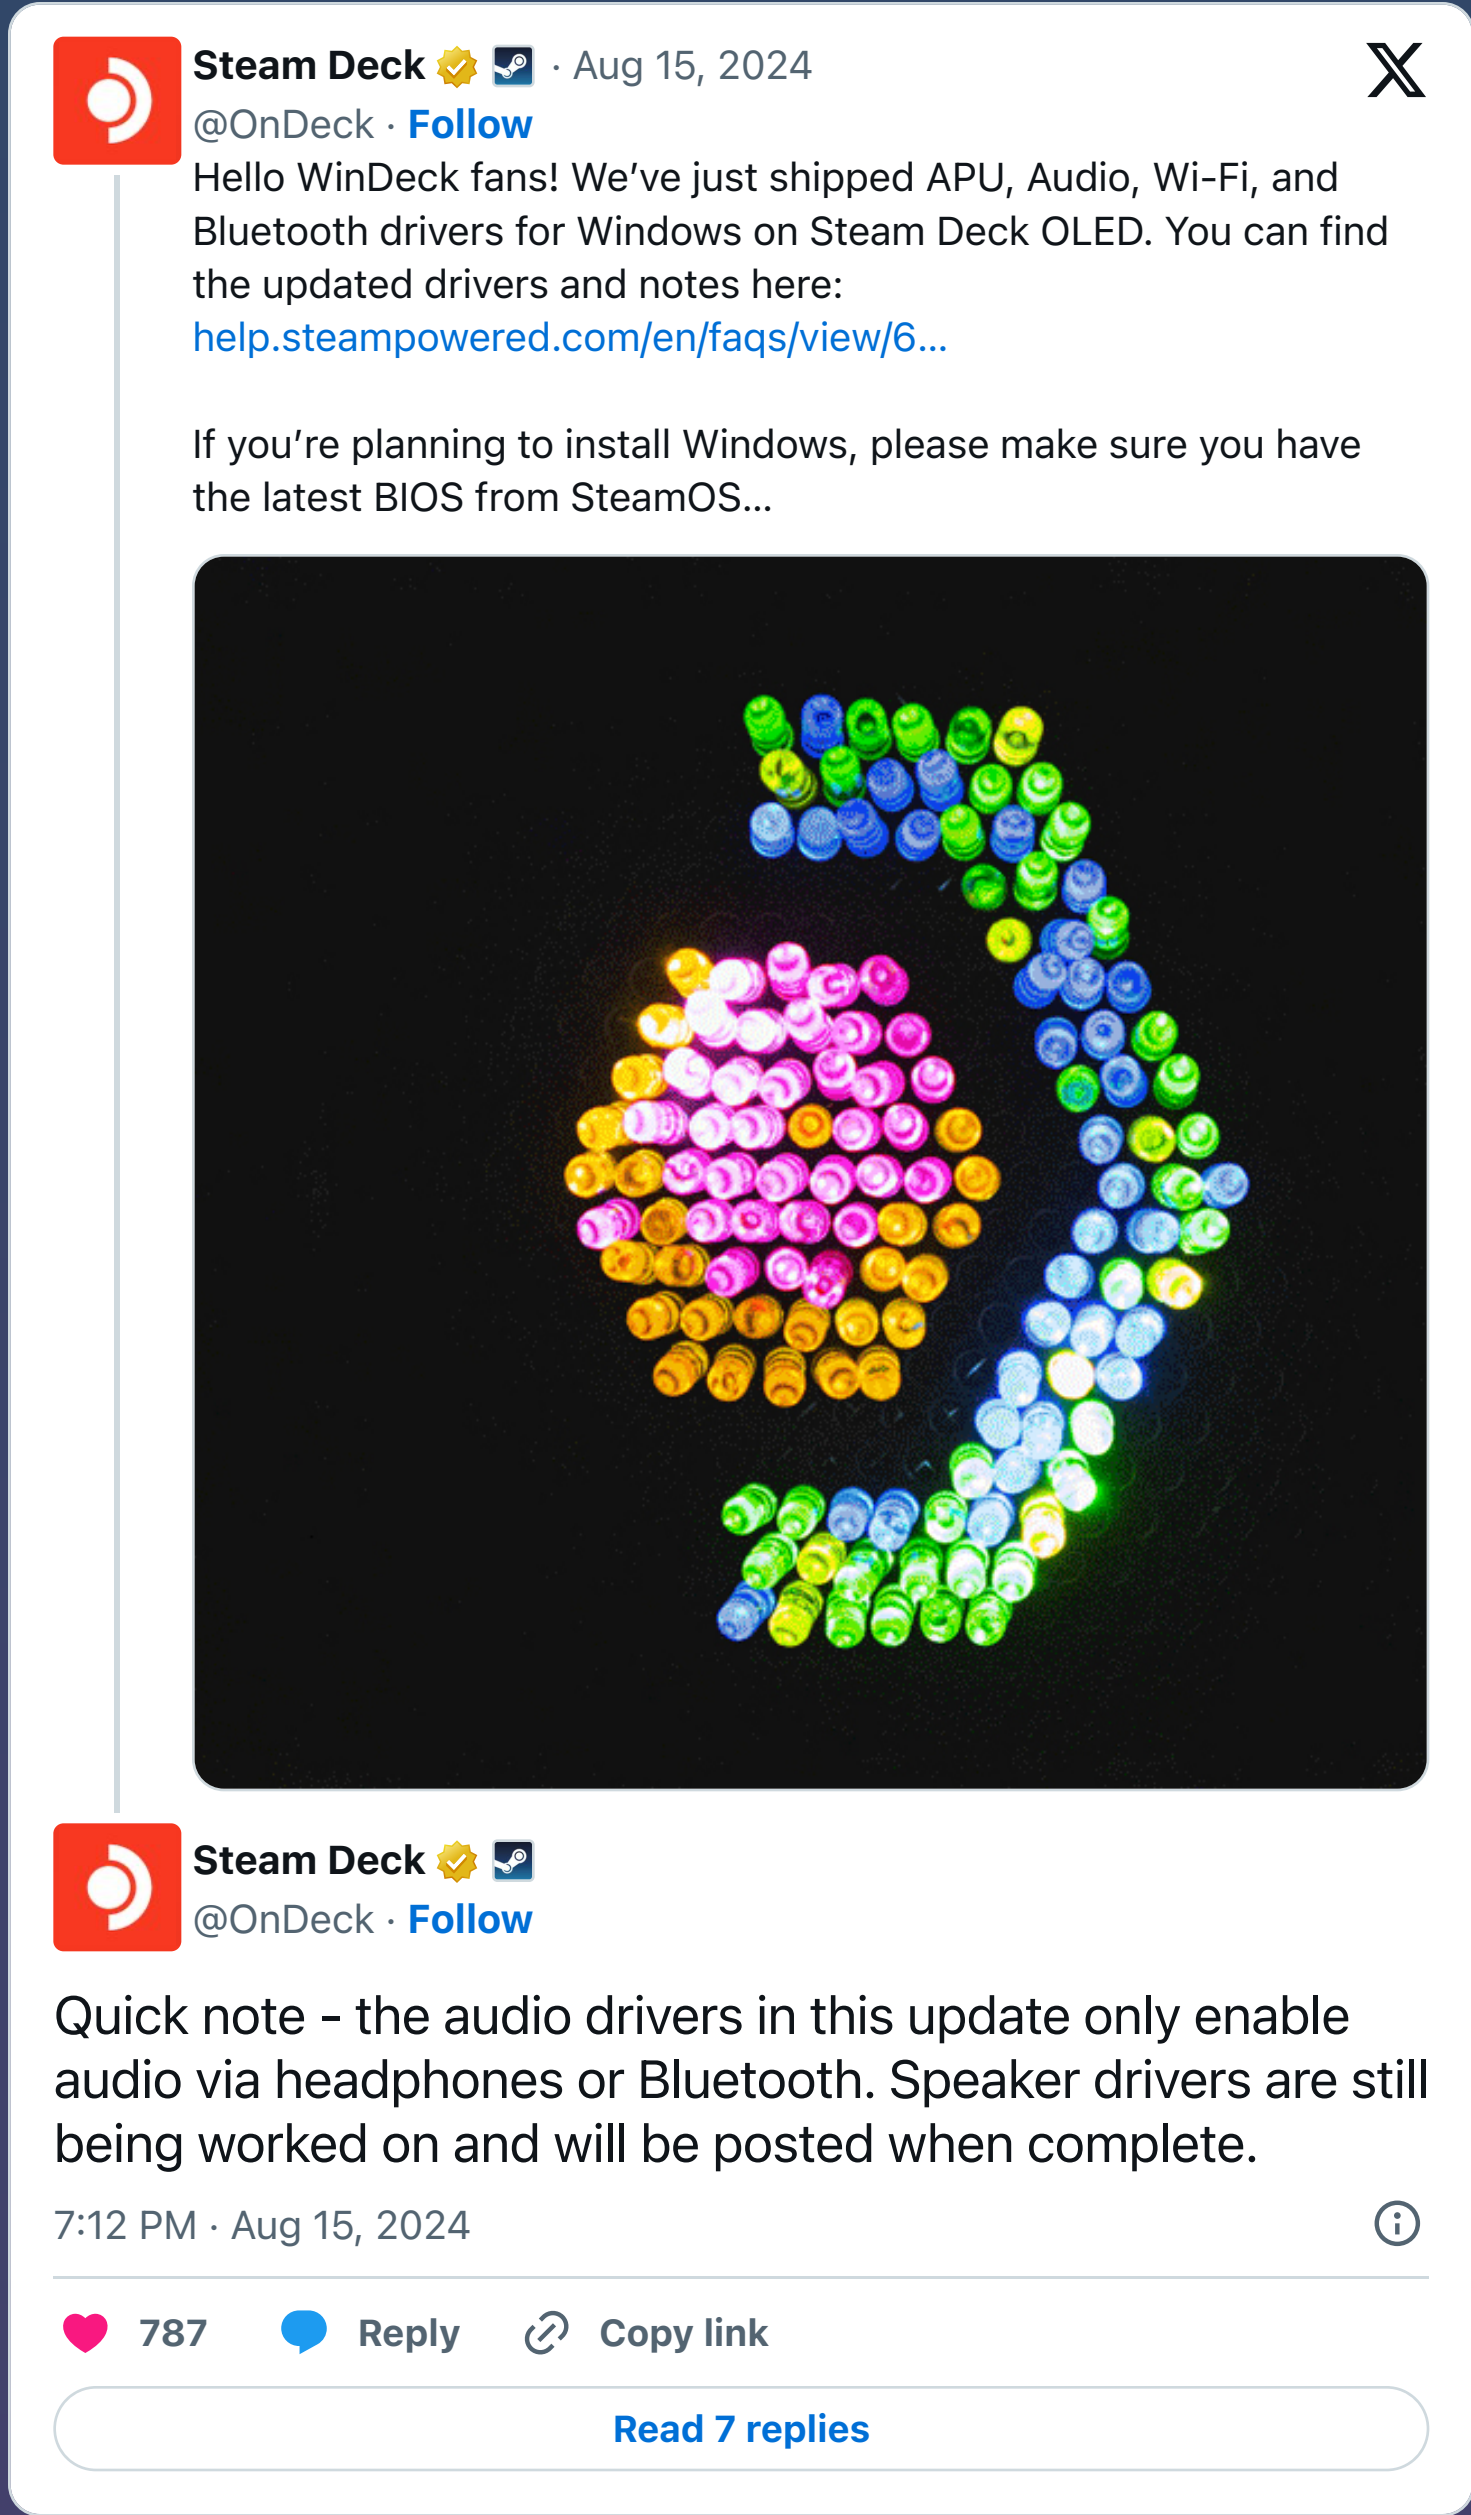 Steam Deck · Aug 15, 2024
@OnDeck · Follow
Hello WinDeck fans! We’ve just shipped APU, Audio, Wi-Fi, and
Bluetooth drivers for Windows on Steam Deck OLED. You can find
the updated drivers and notes here:
help.steampowered.com/en/faqs/view/6…

If you’re planning to install Windows, please make sure you have
the latest BIOS from SteamOS…
Steam Deck
@OnDeck · Follow
Quick note - the audio drivers in this update only enable
audio via headphones or Bluetooth. Speaker drivers are still
being worked on and will be posted when complete.
7:12 PM · Aug 15, 2024
787 Reply Copy link
Read 7 replies